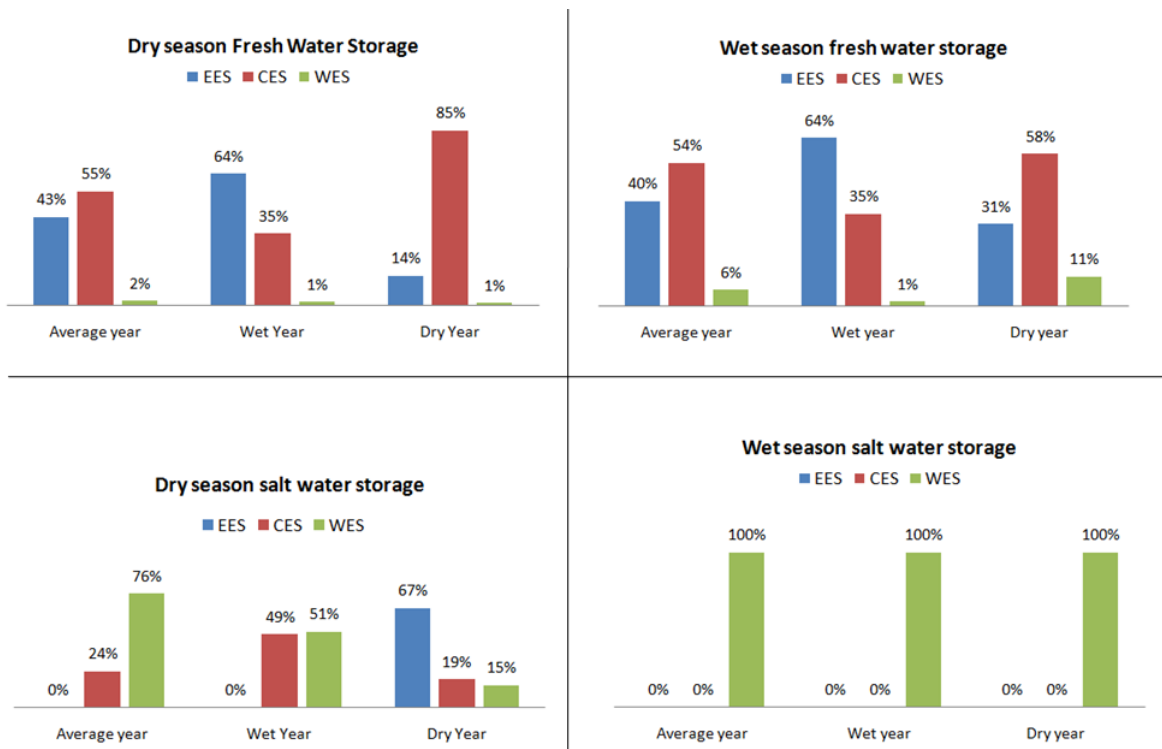 Dry season Fresh Water Storage
EES CES WES
43% 55% 2% 64% 35% 1% 14% 85% 1%
Average year Wet Year Dry Year
Wet season fresh water storage
EES CES WES
40% 54% 6% 64% 35% 1% 31% 58% 11%
Average year Wet year Dry year
Dry season salt water storage
EES CES WES
0% 24% 76% 0% 49% 51% 67% 19% 15%
Average year Wet Year Dry Year
Wet season salt water storage
EES CES WES
0% 0% 100% 0% 0% 100% 0% 0% 100%
Average year Wet year Dry year